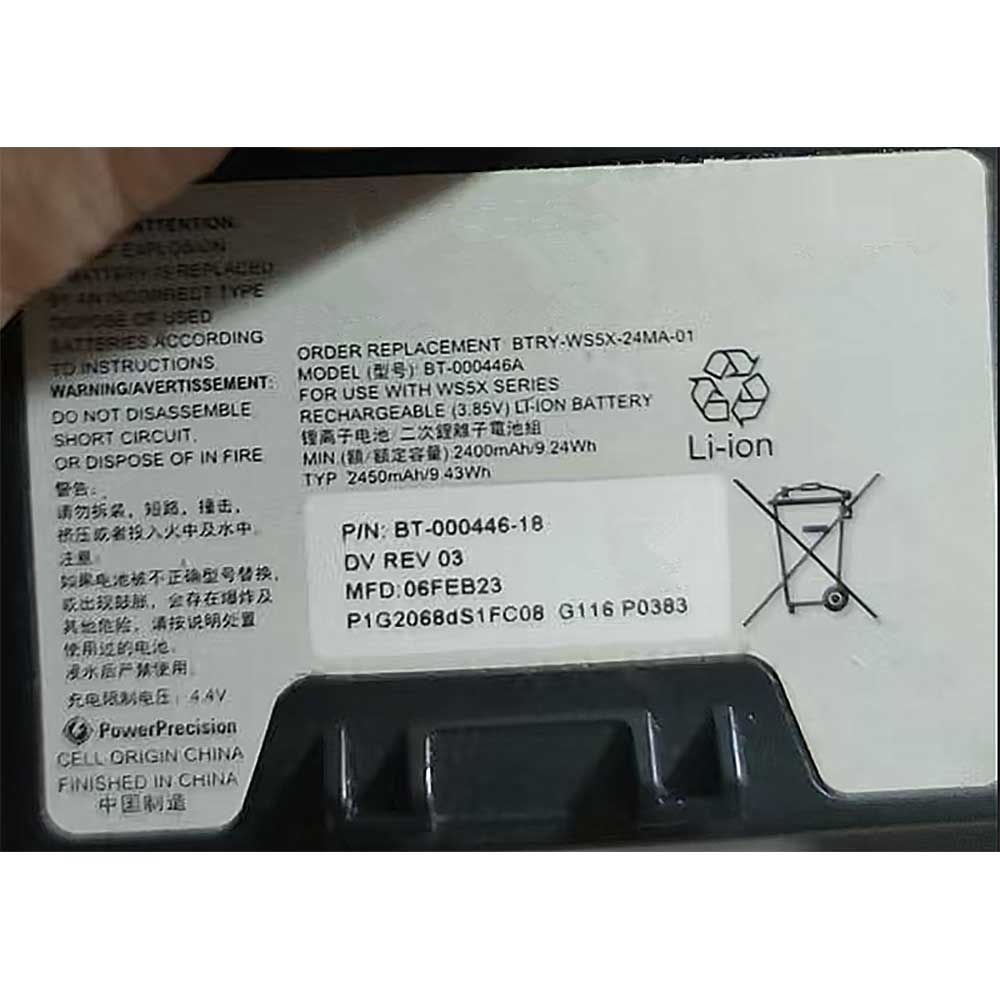 ATTENTION:
OF EXPLOSION
BATTERY IS REPLACED
BY AN INCORRECT TYPE
DISPOSE OF USED
BATTERIES ACCORDING
TO INSTRUCTIONS
WARNING/AVERTISSEMENT:
DO NOT DISASSEMBLE
SHORT CIRCUIT,
OR DISPOSE OF IN FIRE
警告:
请勿拆装，短路，撞击，
挤压或者投入火中及水中。
注意:
如果电池被不正确型号替换，
或出现鼓胀，会存在爆炸及
其他危险，请按说明处置
使用过的电池。
浸水后严禁使用。
充电限制电压: 4.4V
PowerPrecision
CELL ORIGIN CHINA
FINISHED IN CHINA
中国制造
ORDER REPLACEMENT BTRY-WS5X-24MA-01
MODEL (型号): BT-000446A
FOR USE WITH WS5X SERIES
RECHARGEABLE (3.85V) LI-ION BATTERY
锂离子电池/二次鋰離子電池組
MIN.(額/额定容量):2400mAh/9.24Wh
TYP 2450mAh/9.43Wh
Li-ion
P/N: BT-000446-18
DV REV 03
MFD:06FEB23
P1G2068dS1FC08 G116 P0383